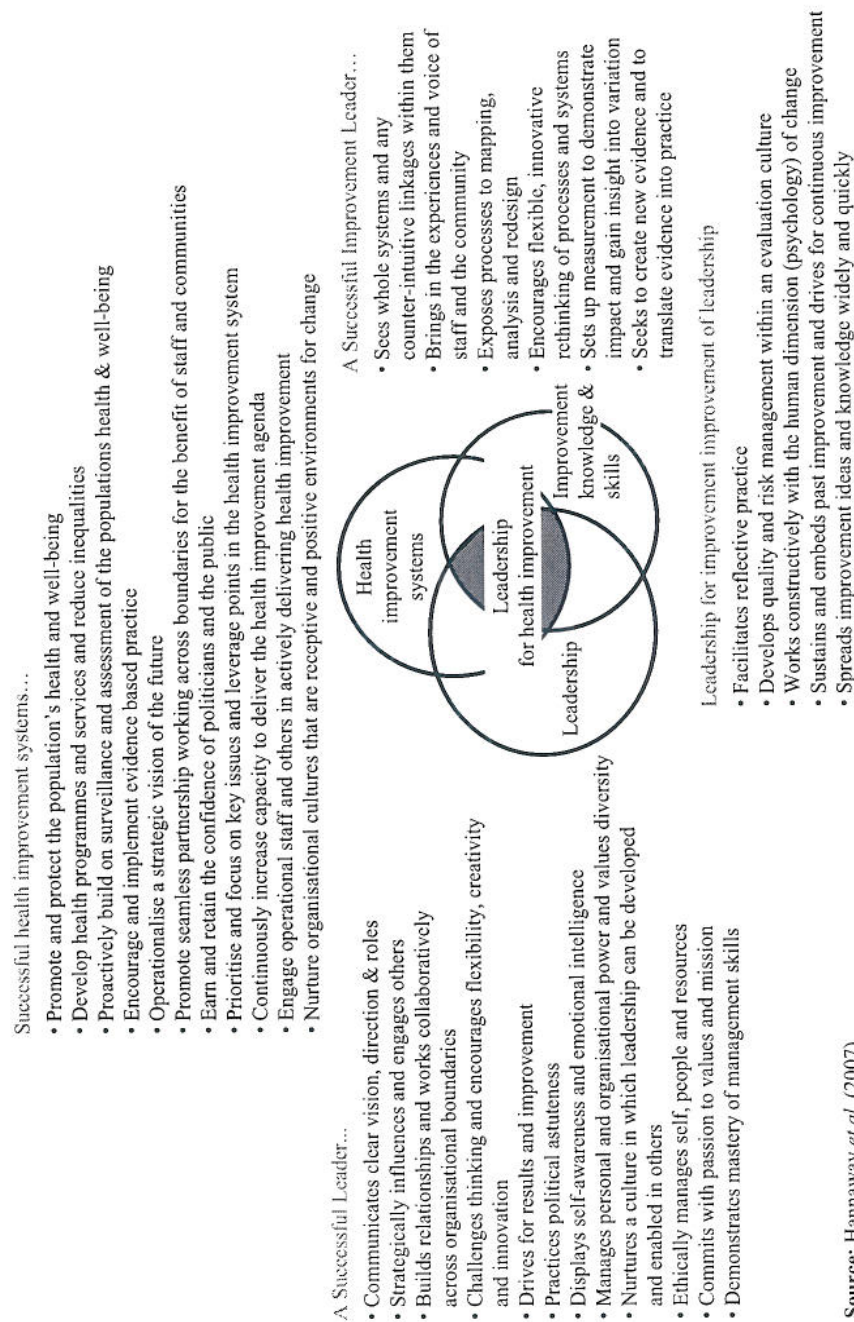 Successful health improvement systems...
• Promote and protect the population's health and well-being
• Develop health programmes and services and reduce inequalities
• Proactively build on surveillance and assessment of the populations health & well-being
• Encourage and implement evidence based practice
• Operationalise a strategic vision of the future
• Promote seamless partnership working across boundaries for the benefit of staff and communities
• Earn and retain the confidence of politicians and the public
• Prioritise and focus on key issues and leverage points in the health improvement system
• Continuously increase capacity to deliver the health improvement agenda
• Engage operational staff and others in actively delivering health improvement
• Nurture organisational cultures that are receptive and positive environments for change
A Successful Leader...
• Communicates clear vision, direction & roles
• Strategically influences and engages others
• Builds relationships and works collaboratively
across organisational boundaries
• Challenges thinking and encourages flexibility, creativity
and innovation
• Drives for results and improvement
• Practices political astuteness
• Displays self-awareness and emotional intelligence
• Manages personal and organisational power and values diversity
• Nurtures a culture in which leadership can be developed
and enabled in others
• Ethically manages self, people and resources
• Commits with passion to values and mission
• Demonstrates mastery of management skills
Health
improvement
systems
Leadership
for health improvement
Leadership
Improvement
knowledge &
skills
A Successful Improvement Leader...
• Sees whole systems and any
counter-intuitive linkages within them
• Brings in the experiences and voice of
staff and the community
• Exposes processes to mapping,
analysis and redesign
• Encourages flexible, innovative
rethinking of processes and systems
• Sets up measurement to demonstrate
impact and gain insight into variation
• Seeks to create new evidence and to
translate evidence into practice
Leadership for improvement improvement of leadership
• Facilitates reflective practice
• Develops quality and risk management within an evaluation culture
• Works constructively with the human dimension (psychology) of change
• Sustains and embeds past improvement and drives for continuous improvement
• Spreads improvement ideas and knowledge widely and quickly
Source: Hannaway et al. (2007)